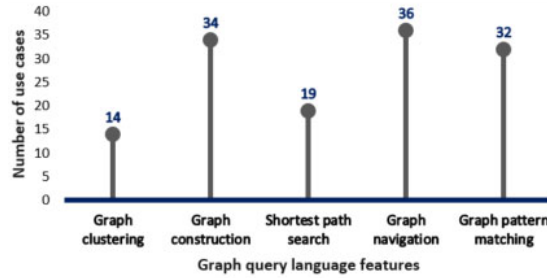 Number of use cases
40
35
30
25
20
15
10
5
0
14
34
19
36
32
Graph clustering
Graph construction
Shortest path search
Graph navigation
Graph pattern matching
Graph query language features